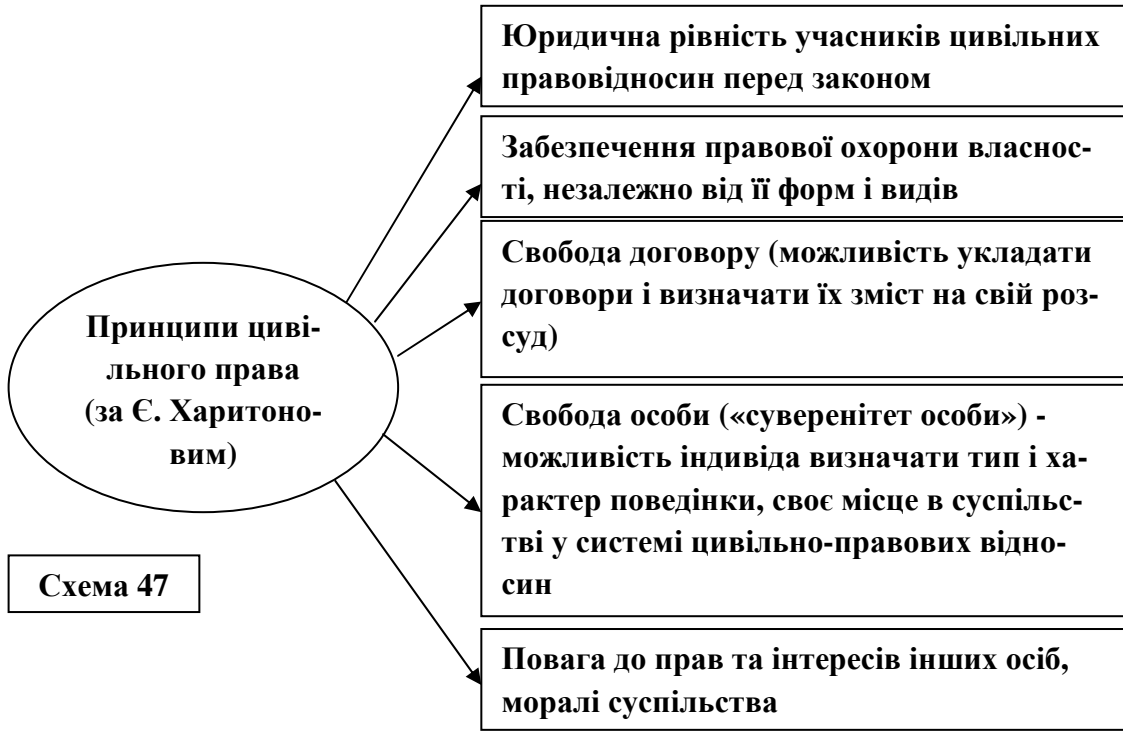 Юридична рівність учасників цивільних
правовідносин перед законом
Забезпечення правової охорони власнос-
ті, незалежно від її форм і видів
Свобода договору (можливість укладати
договори і визначати їх зміст на свій роз-
суд)
Принципи циві-
льного права
(за Є. Харитоно-
вим)
Свобода особи («суверенітет особи») -
можливість індивіда визначати тип і ха-
рактер поведінки, своє місце в суспільс-
тві у системі цивільно-правових відно-
син
Схема 47
Повага до прав та інтересів інших осіб,
моралі суспільства